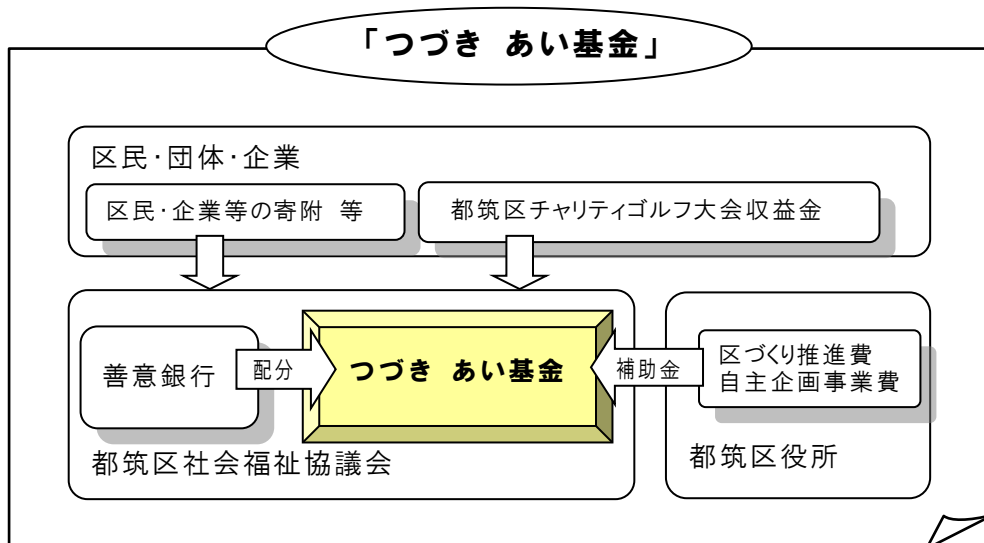 「つづき あい基金」
区民・団体・企業
区民・企業等の寄附 等
都筑区チャリティゴルフ大会収益金
善意銀行
配分
つづき あい基金
補助金
区づくり推進費
自主企画事業費
都筑区社会福祉協議会
都筑区役所